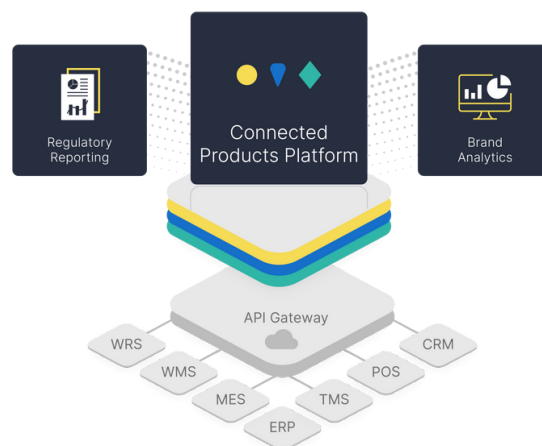 Regulatory
Reporting
Connected
Products Platform
Brand
Analytics
API Gateway
WRS
CRM
WMS
POS
MES
TMS
ERP